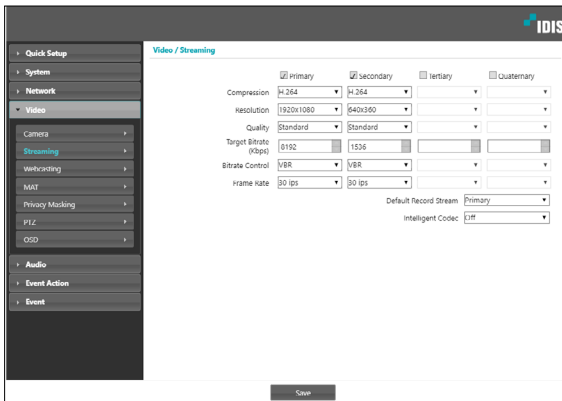 IDIS
Quick Setup
System
Network
Video
Camera
Streaming
Webcasting
MAT
Privacy Masking
PTZ
OSD
Audio
Event Action
Event
Video / Streaming
Primary Secondary Tertiary Quaternary
Compression H.264 H.264
Resolution 1920x1080 640x360
Quality Standard Standard
Target Bitrate
(Kbps) 8192 1536
Bitrate Control VBR VBR
Frame Rate 30 ips 30 ips
Default Record Stream Primary
Intelligent Codec Off
Save